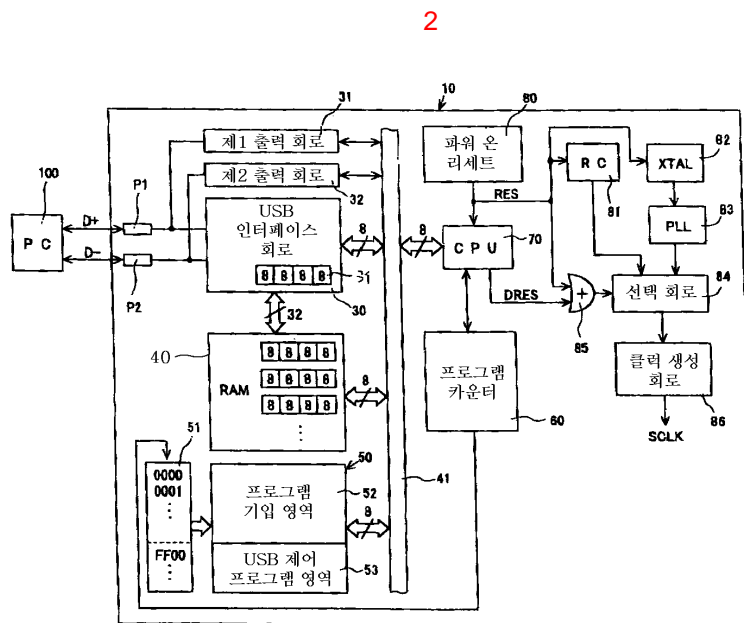 2
10
31
제1 출력 회로
제2 출력 회로
32
80
파워 온
리세트
RES
R C
81
XTAL
82
PLL
83
100
P C
D+
D-
P1
P2
USB
인터페이스
회로
8 8 8 8
31
30
8
8
C P U
70
DRES
85
선택 회로
84
클럭 생성
회로
86
SCLK
32
40
RAM
8 8 8 8
8 8 8 8
8 8 8 8
⋮
8
프로그램
카운터
60
41
51
0000
0001
⋮
FF00
⋮
50
프로그램
기입 영역
52
8
USB 제어
프로그램 영역
53